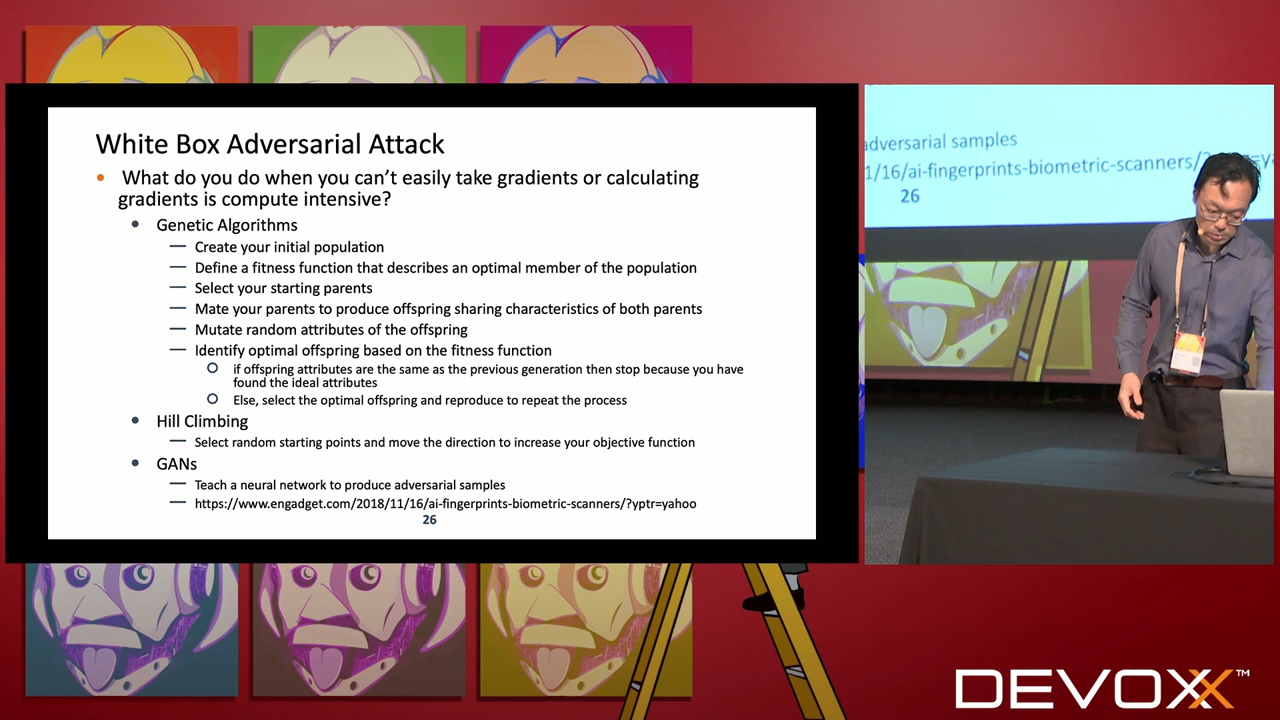 White Box Adversarial Attack
• What do you do when you can't easily take gradients or calculating
gradients is compute intensive?
• Genetic Algorithms
— Create your initial population
— Define a fitness function that describes an optimal member of the population
— Select your starting parents
— Mate your parents to produce offspring sharing characteristics of both parents
— Mutate random attributes of the offspring
— Identify optimal offspring based on the fitness function
O if offspring attributes are the same as the previous generation then stop because you have
found the ideal attributes
O Else, select the optimal offspring and reproduce to repeat the process
• Hill Climbing
— Select random starting points and move the direction to increase your objective function
• GANs
— Teach a neural network to produce adversarial samples
— https://www.engadget.com/2018/11/16/ai-fingerprints-biometric-scanners/?yptr=yahoo
26
adversarial samples
1/16/ai-fingerprints-biometric-scanners/?
26
DEVOXX™